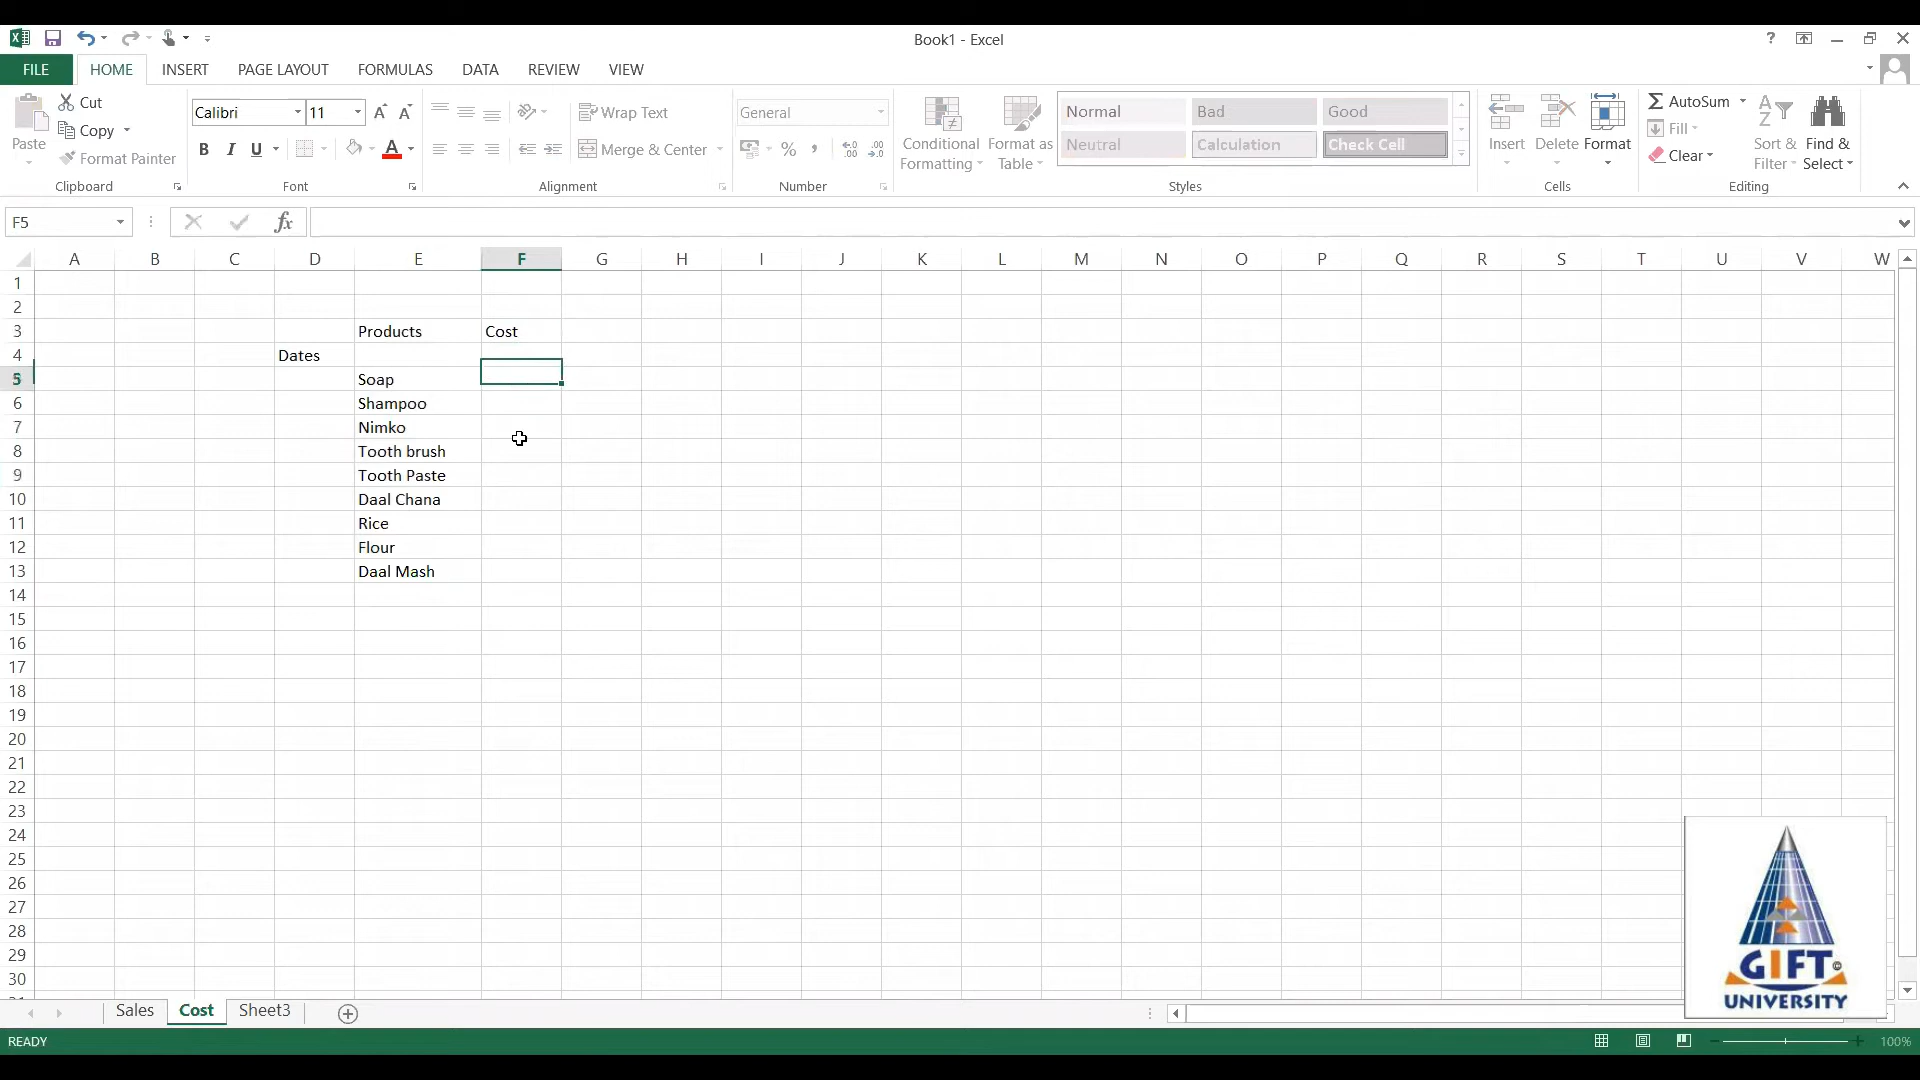 Book1 - Excel
?
FILE HOME INSERT PAGE LAYOUT FORMULAS DATA REVIEW VIEW
Paste
Cut
Copy
Format Painter
Clipboard
Calibri 11
B I U
Font
Wrap Text
Merge & Center
Alignment
General
% ,
Number
Conditional Formatting
Format as Table
Normal Bad Good
Neutral Calculation Check Cell
Styles
Insert Delete Format
Cells
AutoSum
Fill
Clear
Sort & Filter
Find & Select
Editing
F5
fx
A B C D E F G H I J K L M N O P Q R S T U V W
1
2
3 Products Cost
4 Dates
5 Soap
6 Shampoo
7 Nimko
8 Tooth brush
9 Tooth Paste
10 Daal Chana
11 Rice
12 Flour
13 Daal Mash
14
15
16
17
18
19
20
21
22
23
24
25
26
27
28
29
30
GIFT
UNIVERSITY
Sales Cost Sheet3
READY
100%